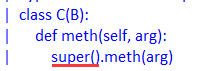 | class C(B):
|     def meth(self, arg):
|         super().meth(arg)